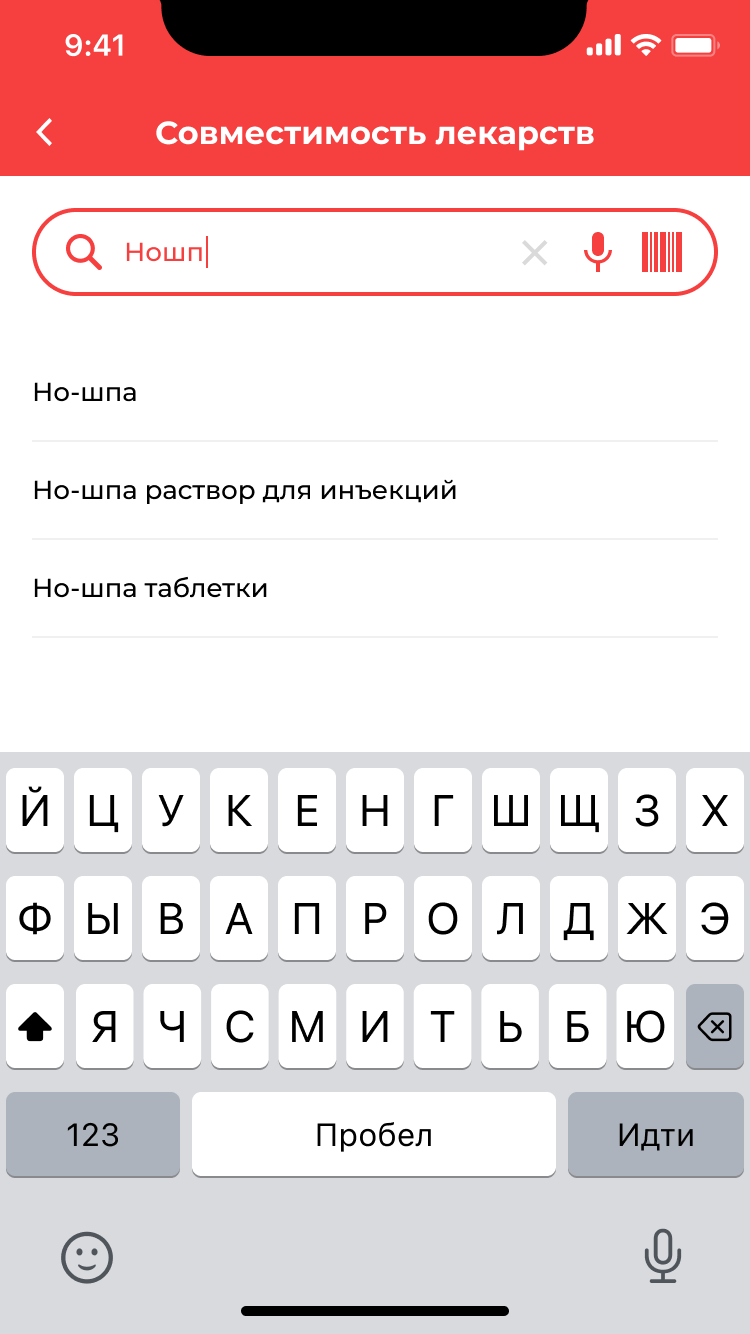 9:41
Совместимость лекарств
Ношп
Но-шпа
Но-шпа раствор для инъекций
Но-шпа таблетки
Й Ц У К Е Н Г Ш Щ З Х
Ф Ы В А П Р О Л Д Ж Э
Я Ч С М И Т Ь Б Ю
123 Пробел Идти